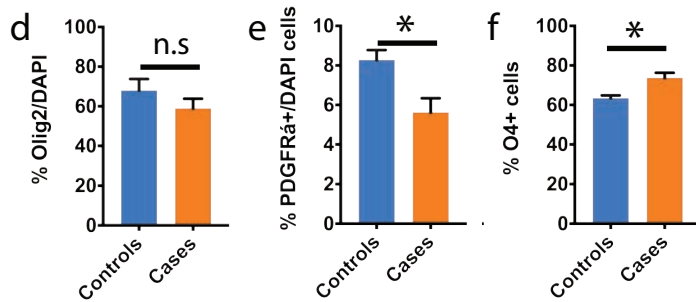 d
n.s
% Olig2/DAPI
100
80
60
40
20
0
Controls
Cases
e
*
% PDGFRá+/DAPI cells
10
8
6
4
2
0
Controls
Cases
f
*
% O4+ cells
100
80
60
40
20
0
Controls
Cases